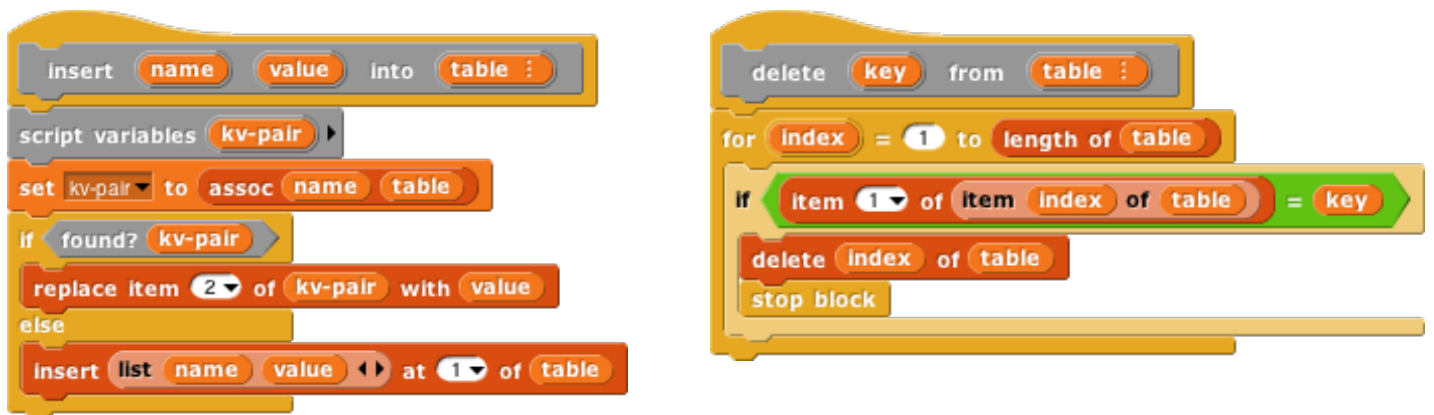 insert name value into table ⋮
script variables kv-pair
set kv-pair to assoc name table
if found? kv-pair
replace item 2 of kv-pair with value
else
insert list name value at 1 of table
delete key from table ⋮
for index = 1 to length of table
if item 1 of item index of table = key
delete index of table
stop block